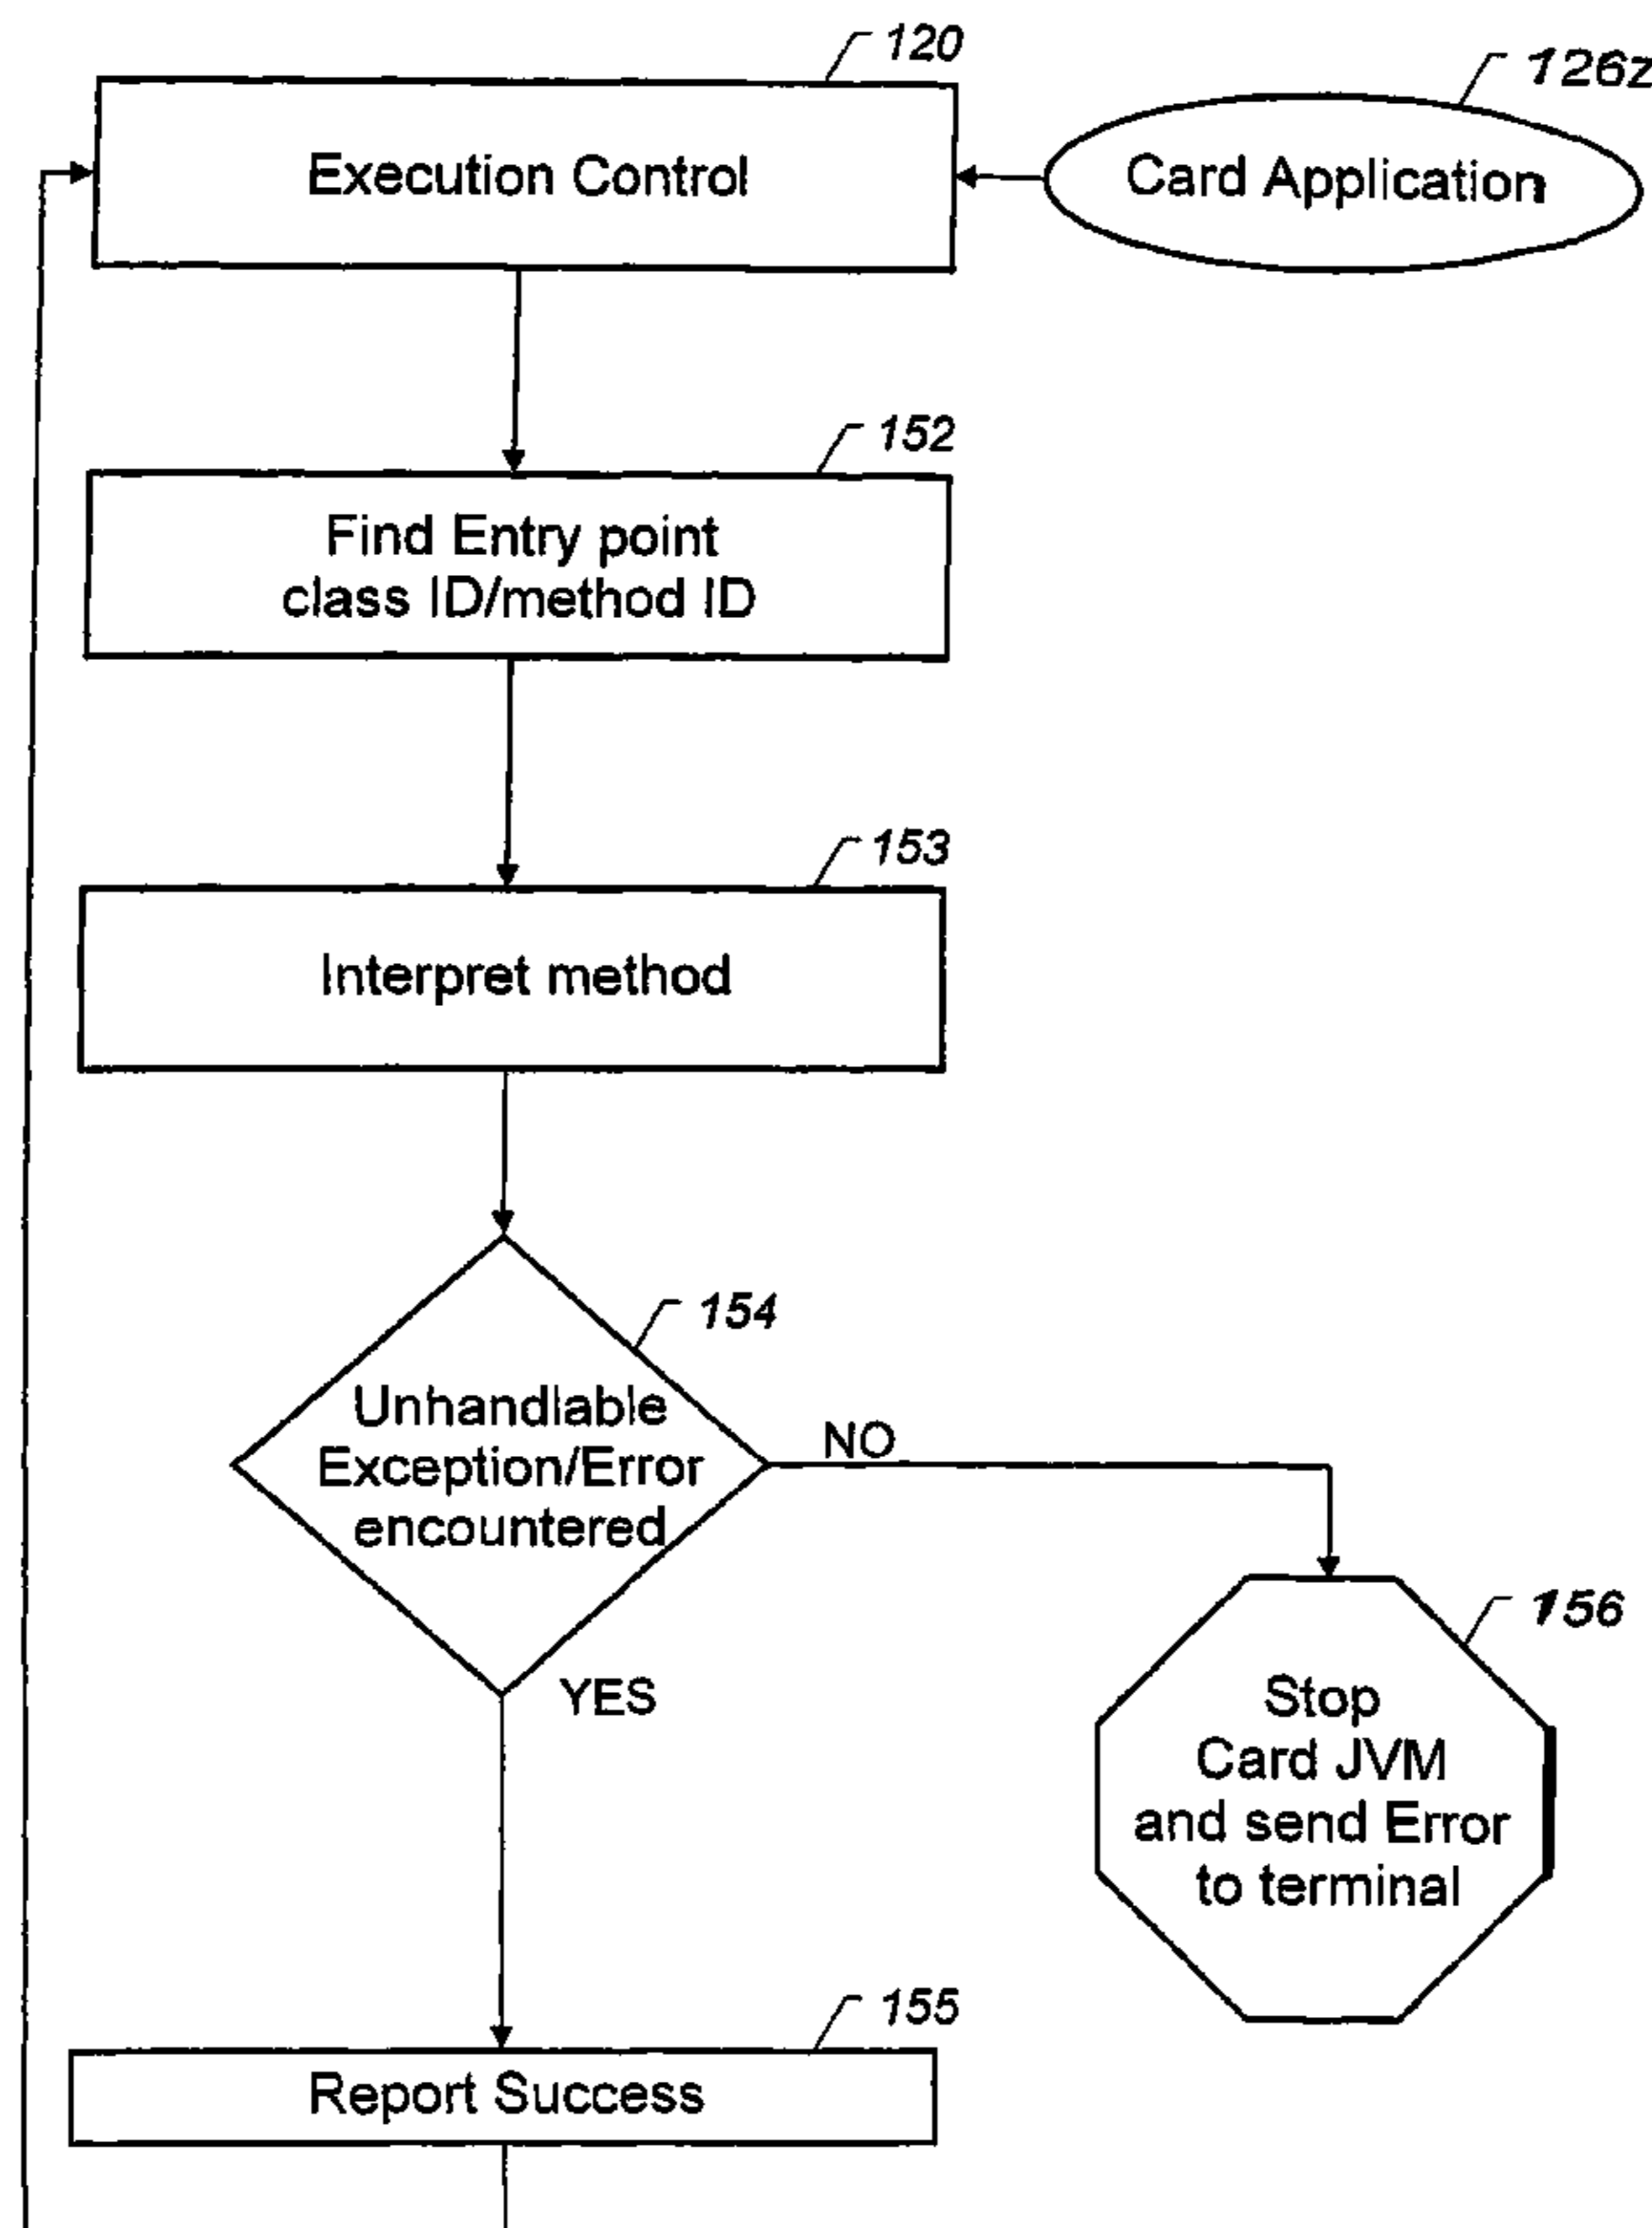 120
126z
Execution Control
Card Application
152
Find Entry point
class ID/method ID
153
Interpret method
154
Unhandlable
Exception/Error
encountered
NO
YES
156
Stop
Card JVM
and send Error
to terminal
155
Report Success